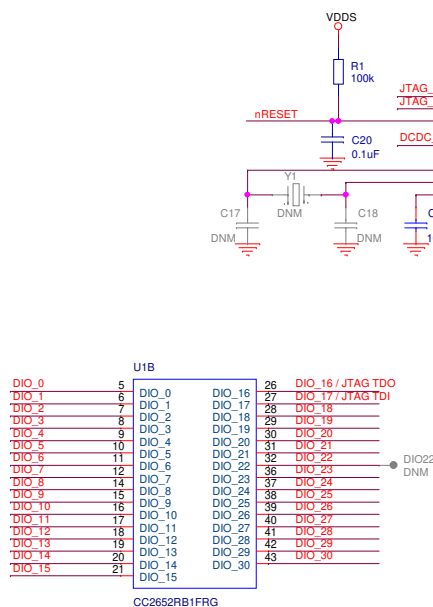 VDDS
R1
100k
JTAG_
JTAG_
nRESET
C20
0.1uF
DCDC_
Y1
DNM
C17
DNM
C18
DNM
C
1
U1B
DIO_0 5 DIO_0 DIO_16 26 DIO_16 / JTAG TDO
DIO_1 6 DIO_1 DIO_17 27 DIO_17 / JTAG TDI
DIO_2 7 DIO_2 DIO_18 28 DIO_18
DIO_3 8 DIO_3 DIO_19 29 DIO_19
DIO_4 9 DIO_4 DIO_20 30 DIO_20
DIO_5 10 DIO_5 DIO_21 31 DIO_21
DIO_6 11 DIO_6 DIO_22 32 DIO_22 DIO22
DNM
DIO_7 12 DIO_7 DIO_23 36 DIO_23
DIO_8 14 DIO_8 DIO_24 37 DIO_24
DIO_9 15 DIO_9 DIO_25 38 DIO_25
DIO_10 16 DIO_10 DIO_26 39 DIO_26
DIO_11 17 DIO_11 DIO_27 40 DIO_27
DIO_12 18 DIO_12 DIO_28 41 DIO_28
DIO_13 19 DIO_13 DIO_29 42 DIO_29
DIO_14 20 DIO_14 DIO_30 43 DIO_30
DIO_15 21 DIO_15
CC2652RB1FRG